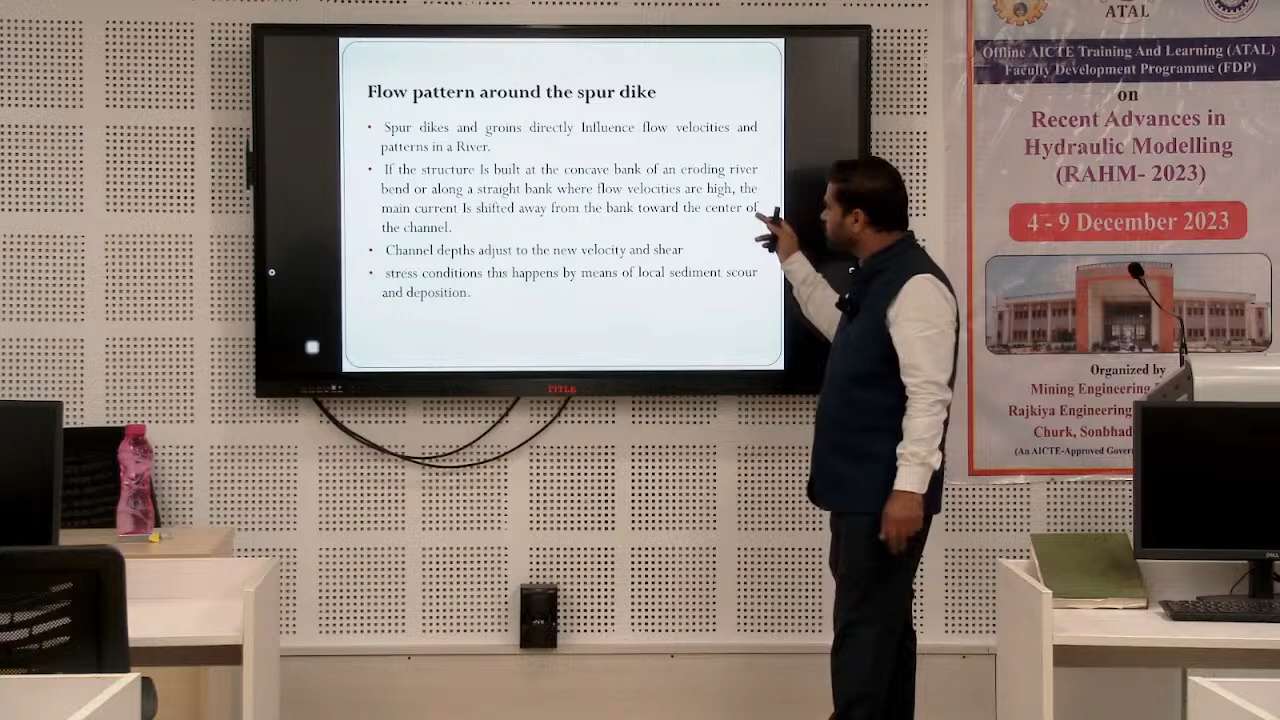 Flow pattern around the spur dike
• Spur dikes and groins directly Influence flow velocities and
patterns in a River.
• If the structure Is built at the concave bank of an eroding river
bend or along a straight bank where flow velocities are high, the
main current Is shifted away from the bank toward the center of
the channel.
• Channel depths adjust to the new velocity and shear
• stress conditions this happens by means of local sediment scour
and deposition.
ATAL
Offline AICTE Training And Learning (ATAL)
Faculty Development Programme (FDP)
on
Recent Advances in
Hydraulic Modelling
(RAHM- 2023)
4 - 9 December 2023
Organized by
Mining Engineering
Rajkiya Engineering
Churk, Sonbhad
(An AICTE-Approved Gover
DELL